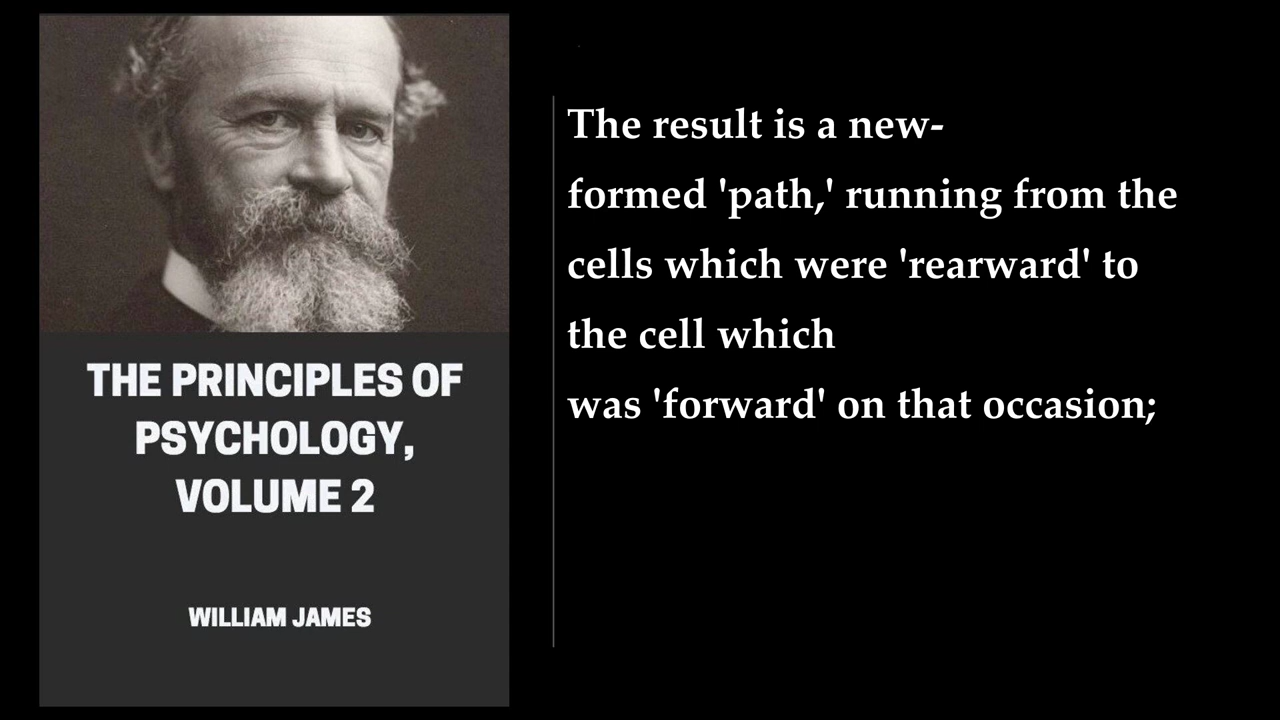 THE PRINCIPLES OF
PSYCHOLOGY,
VOLUME 2
WILLIAM JAMES
The result is a new-
formed 'path,' running from the
cells which were 'rearward' to
the cell which
was 'forward' on that occasion;